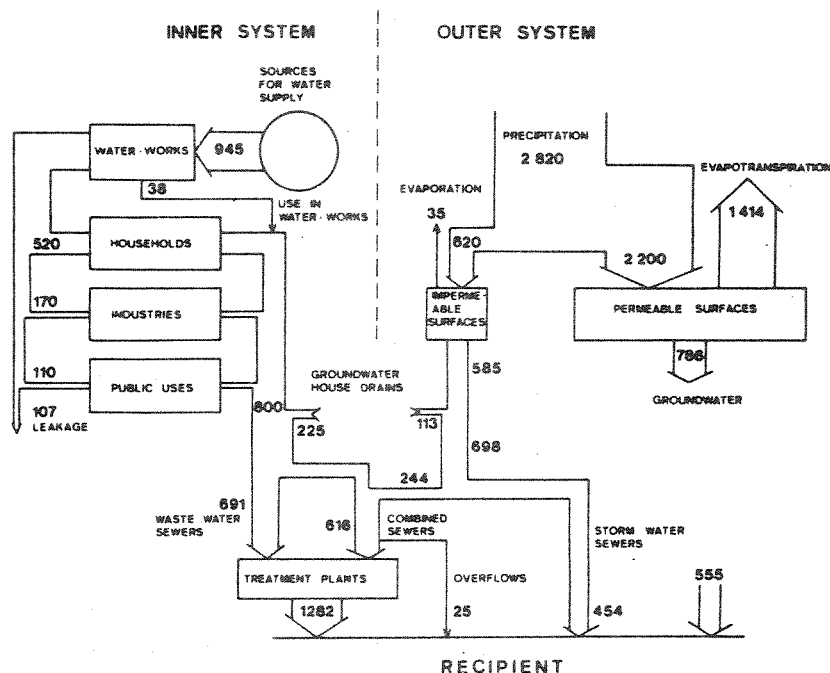 INNER SYSTEM
OUTER SYSTEM
SOURCES
FOR WATER
SUPPLY
WATER-WORKS
945
38
USE IN
WATER-WORKS
PRECIPITATION
2 820
EVAPOTRANSPIRATION
1 414
EVAPORATION
35
620
2 200
520
HOUSEHOLDS
170
INDUSTRIES
110
PUBLIC USES
107
LEAKAGE
IMPERME-
ABLE
SURFACES
PERMEABLE SURFACES
786
GROUNDWATER
585
GROUNDWATER
HOUSE DRAINS
800
225
113
698
244
691
WASTE WATER
SEWERS
616
COMBINED
SEWERS
STORM WATER
SEWERS
TREATMENT PLANTS
OVERFLOWS
555
1282
25
454
RECIPIENT